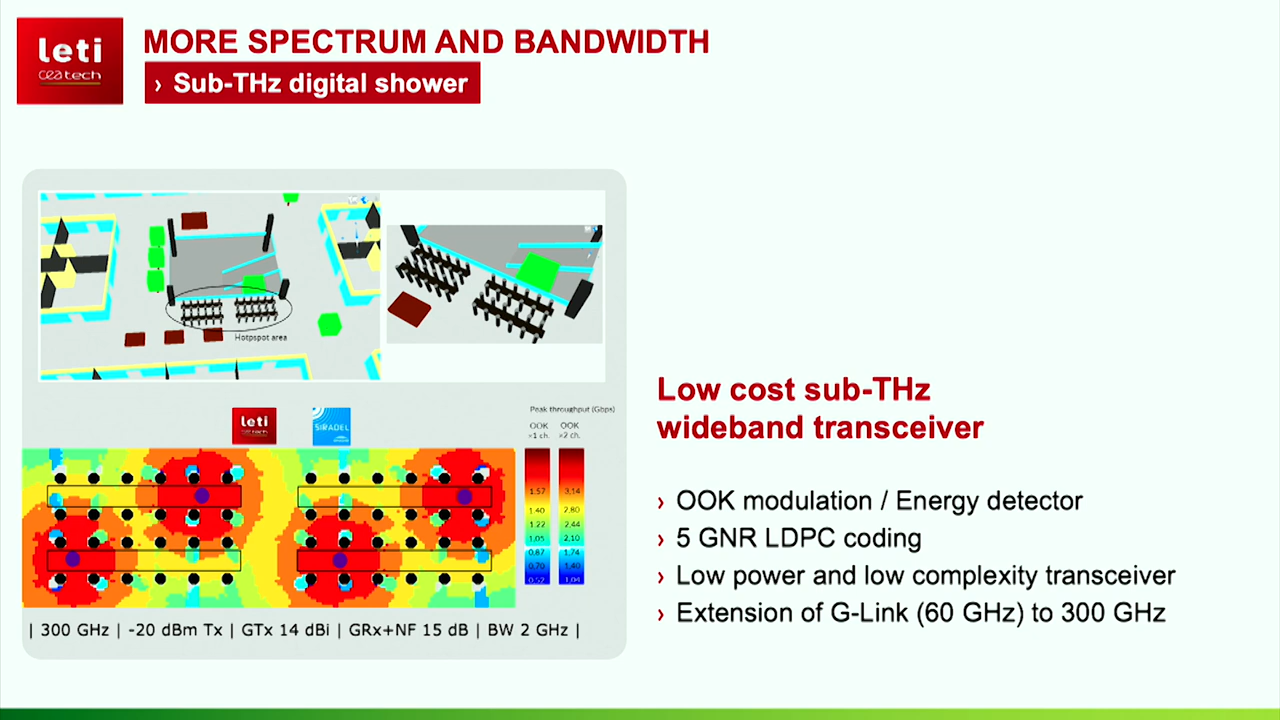 leti
ceatech
MORE SPECTRUM AND BANDWIDTH
› Sub-THz digital shower
Hotpspot area
leti
ceatech
SIRADEL
Peak throughput (Gbps)
OOK OOK
×1 ch. ×2 ch.
1.57 3,14
1.40 2,80
1.22 2,44
1,05 2,10
0,87 1,74
0,70 1,40
0,52 1,04
| 300 GHz | -20 dBm Tx | GTx 14 dBi | GRx+NF 15 dB | BW 2 GHz |
Low cost sub-THz
wideband transceiver
› OOK modulation / Energy detector
› 5 GNR LDPC coding
› Low power and low complexity transceiver
› Extension of G-Link (60 GHz) to 300 GHz